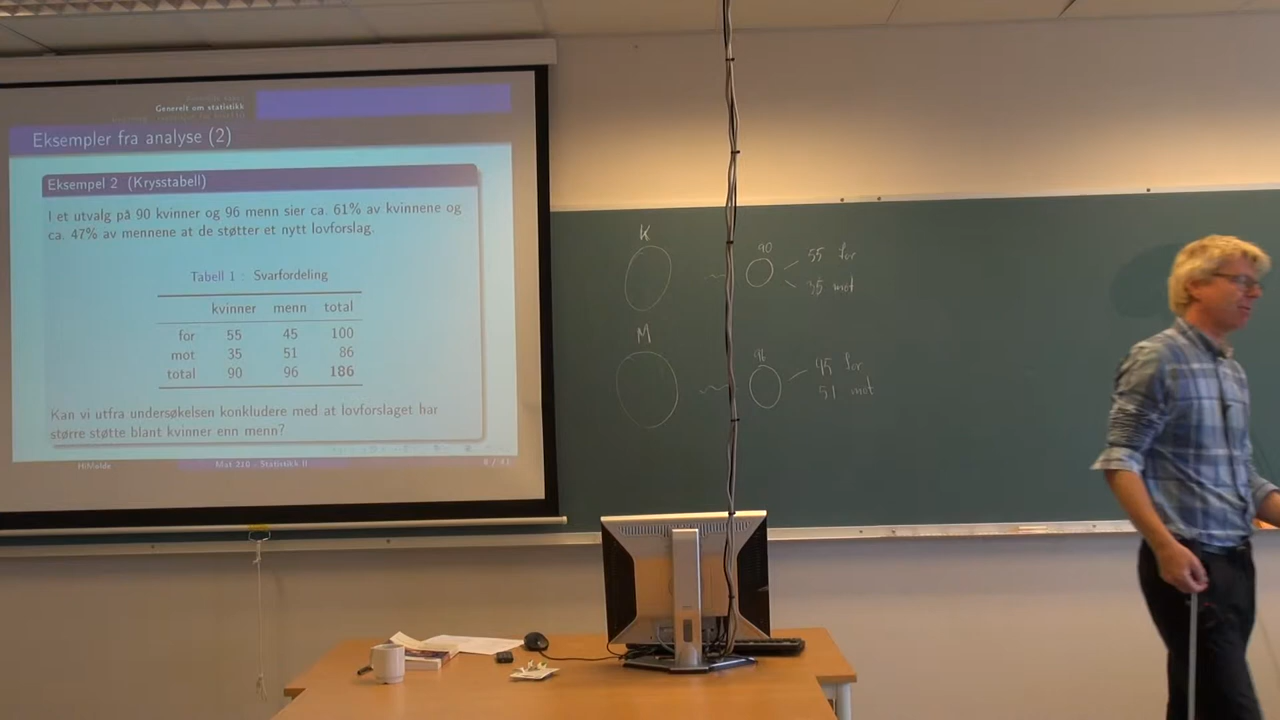 Generelt om statistikk
Eksempler fra analyse (2)
Eksempel 2 (Krysstabell)
I et utvalg på 90 kvinner og 96 menn sier ca. 61% av kvinnene og
ca. 47% av mennene at de støtter et nytt lovforslag.
Tabell 1 : Svarfordeling
kvinner menn total
for 55 45 100
mot 35 51 86
total 90 96 186
Kan vi utfra undersøkelsen konkludere med at lovforslaget har
større støtte blant kvinner enn menn?
HiMolde Mat 210 - Statistikk II 8 / 41
K
90
55 for
35 mot
M
96
45 for
51 mot